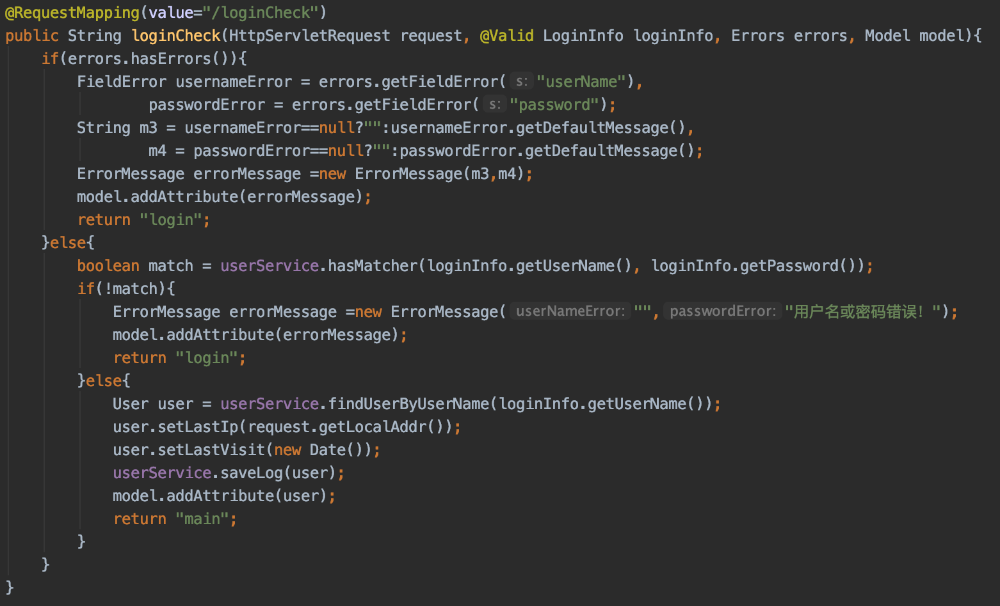 @RequestMapping(value="/loginCheck")
public String loginCheck(HttpServletRequest request, @Valid LoginInfo loginInfo, Errors errors, Model model){
if(errors.hasErrors()){
FieldError usernameError = errors.getFieldError( s: "userName"),
passwordError = errors.getFieldError( s: "password");
String m3 = usernameError==null?"":usernameError.getDefaultMessage(),
m4 = passwordError==null?"":passwordError.getDefaultMessage();
ErrorMessage errorMessage =new ErrorMessage(m3,m4);
model.addAttribute(errorMessage);
return "login";
}else{
boolean match = userService.hasMatcher(loginInfo.getUserName(), loginInfo.getPassword());
if(!match){
ErrorMessage errorMessage =new ErrorMessage( userNameError: "", passwordError: "用户名或密码错误！");
model.addAttribute(errorMessage);
return "login";
}else{
User user = userService.findUserByUserName(loginInfo.getUserName());
user.setLastIp(request.getLocalAddr());
user.setLastVisit(new Date());
userService.saveLog(user);
model.addAttribute(user);
return "main";
}
}
}